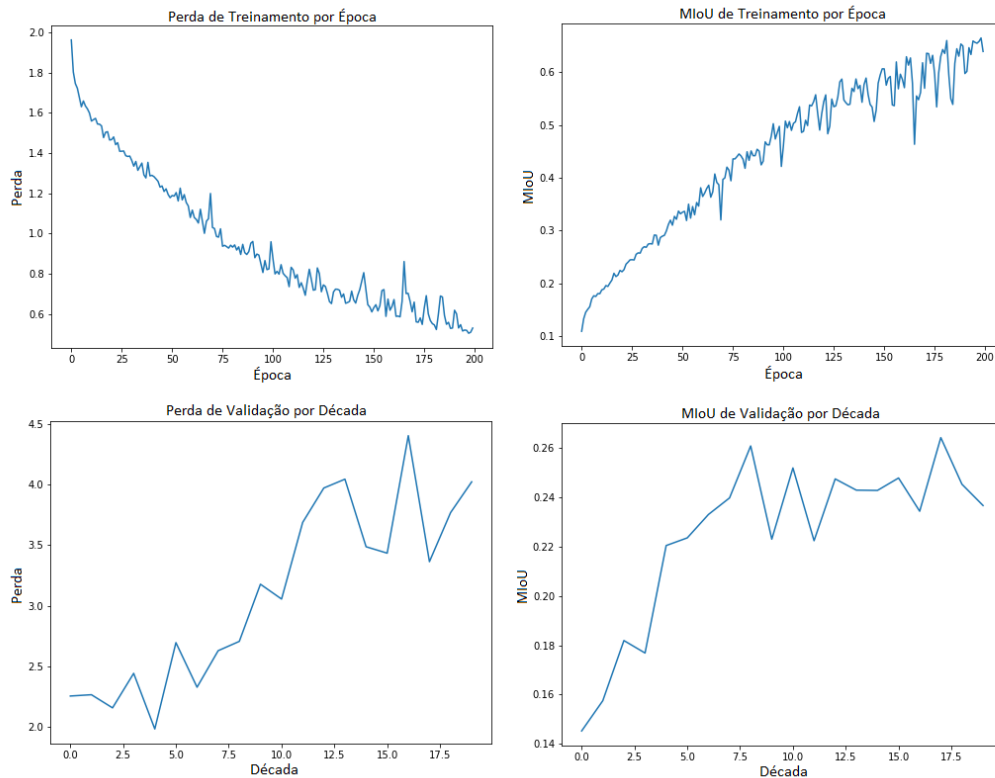 Perda de Treinamento por Época
2.0
1.8
1.6
1.4
1.2
1.0
0.8
0.6
Perda
0 25 50 75 100 125 150 175 200
Época
MIoU de Treinamento por Época
0.6
0.5
0.4
0.3
0.2
0.1
MIoU
0 25 50 75 100 125 150 175 200
Época
Perda de Validação por Década
4.5
4.0
3.5
3.0
2.5
2.0
Perda
0.0 2.5 5.0 7.5 10.0 12.5 15.0 17.5
Década
MIoU de Validação por Década
0.26
0.24
0.22
0.20
0.18
0.16
0.14
MIoU
0.0 2.5 5.0 7.5 10.0 12.5 15.0 17.5
Década